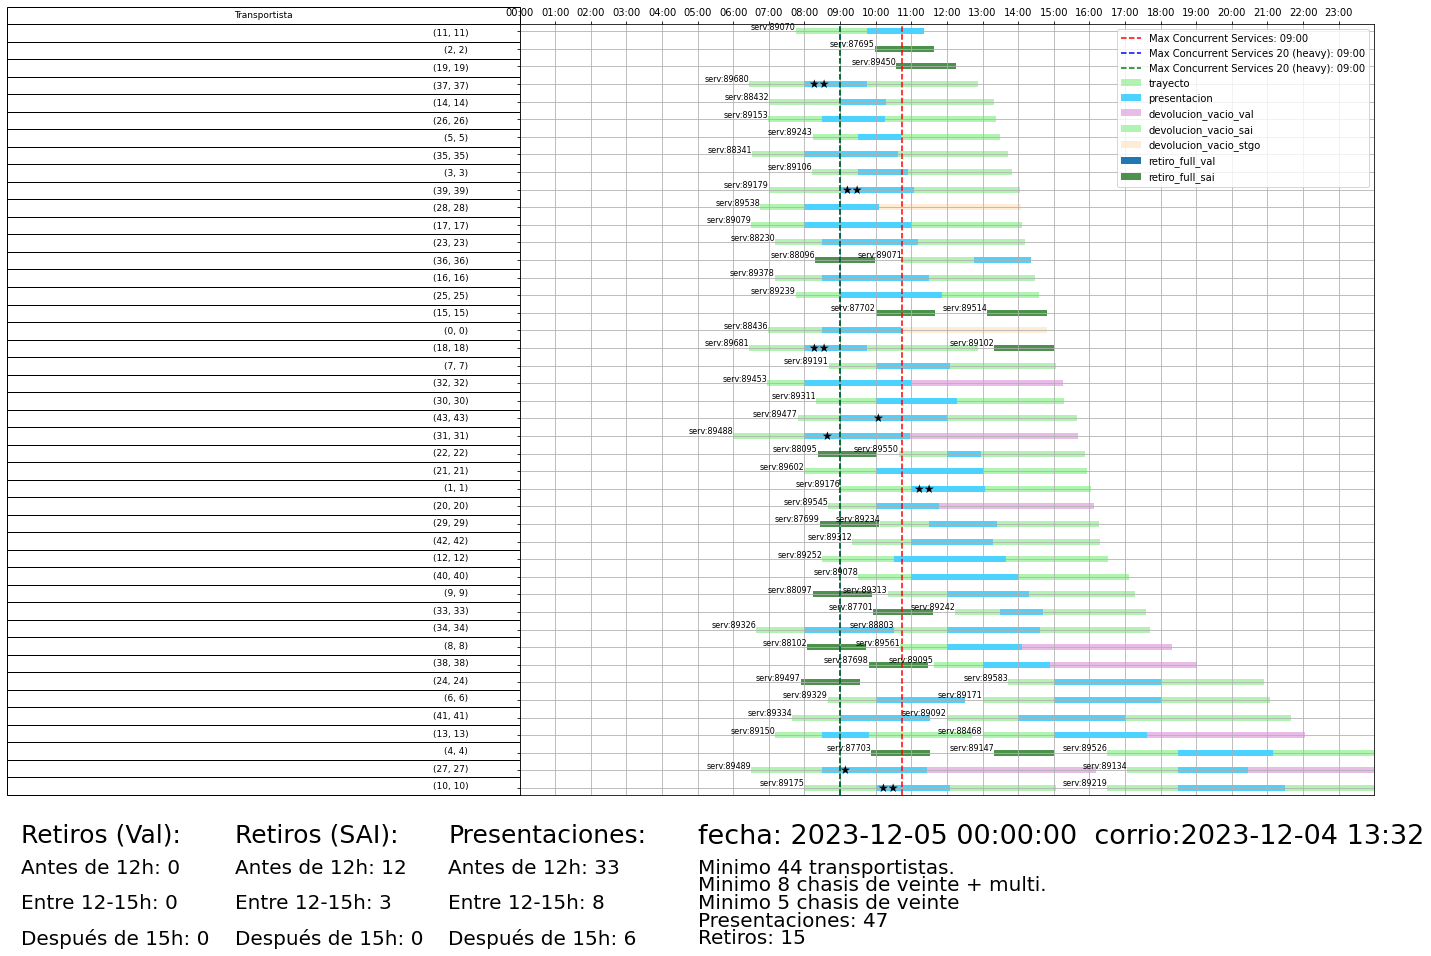 Transportista
00:00 01:00 02:00 03:00 04:00 05:00 06:00 07:00 08:00 09:00 10:00 11:00 12:00 13:00 14:00 15:00 16:00 17:00 18:00 19:00 20:00 21:00 22:00 23:00
Max Concurrent Services: 09:00
Max Concurrent Services 20 (heavy): 09:00
Max Concurrent Services 20 (heavy): 09:00
trayecto
presentacion
devolucion_vacio_val
devolucion_vacio_sai
devolucion_vacio_stgo
retiro_full_val
retiro_full_sai
(11, 11) serv:89070
(2, 2) serv:87695
(19, 19) serv:89450
(37, 37) serv:89680
(14, 14) serv:88432
(26, 26) serv:89153
(5, 5) serv:89243
(35, 35) serv:88341
(3, 3) serv:89106
(39, 39) serv:89179
(28, 28) serv:89538
(17, 17) serv:89079
(23, 23) serv:88230
(36, 36) serv:88096 serv:89071
(16, 16) serv:89378
(25, 25) serv:89239
(15, 15) serv:87702 serv:89514
(0, 0) serv:88436
(18, 18) serv:89681 serv:89102
(7, 7) serv:89191
(32, 32) serv:89453
(30, 30) serv:89311
(43, 43) serv:89477
(31, 31) serv:89488
(22, 22) serv:88095 serv:89550
(21, 21) serv:89602
(1, 1) serv:89176
(20, 20) serv:89545
(29, 29) serv:87699 serv:89234
(42, 42) serv:89312
(12, 12) serv:89252
(40, 40) serv:89078
(9, 9) serv:88097 serv:89313
(33, 33) serv:87701 serv:89242
(34, 34) serv:89326 serv:88803
(8, 8) serv:88102 serv:89561
(38, 38) serv:87698 serv:89095
(24, 24) serv:89497 serv:89583
(6, 6) serv:89329 serv:89171
(41, 41) serv:89334 serv:89092
(13, 13) serv:89150 serv:88468
(4, 4) serv:87703 serv:89147 serv:89526
(27, 27) serv:89489 serv:89134
(10, 10) serv:89175 serv:89219
Retiros (Val):
Antes de 12h: 0
Entre 12-15h: 0
Después de 15h: 0
Retiros (SAI):
Antes de 12h: 12
Entre 12-15h: 3
Después de 15h: 0
Presentaciones:
Antes de 12h: 33
Entre 12-15h: 8
Después de 15h: 6
fecha: 2023-12-05 00:00:00 corrio:2023-12-04 13:32
Minimo 44 transportistas.
Minimo 8 chasis de veinte + multi.
Minimo 5 chasis de veinte
Presentaciones: 47
Retiros: 15